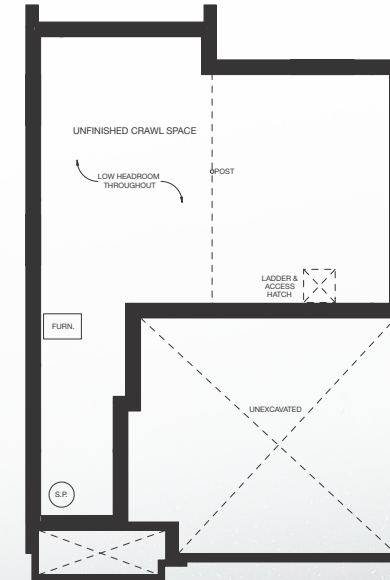 UNFINISHED CRAWL SPACE
LOW HEADROOM
THROUGHOUT
POST
LADDER &
ACCESS
HATCH
FURN.
UNEXCAVATED
S.P.